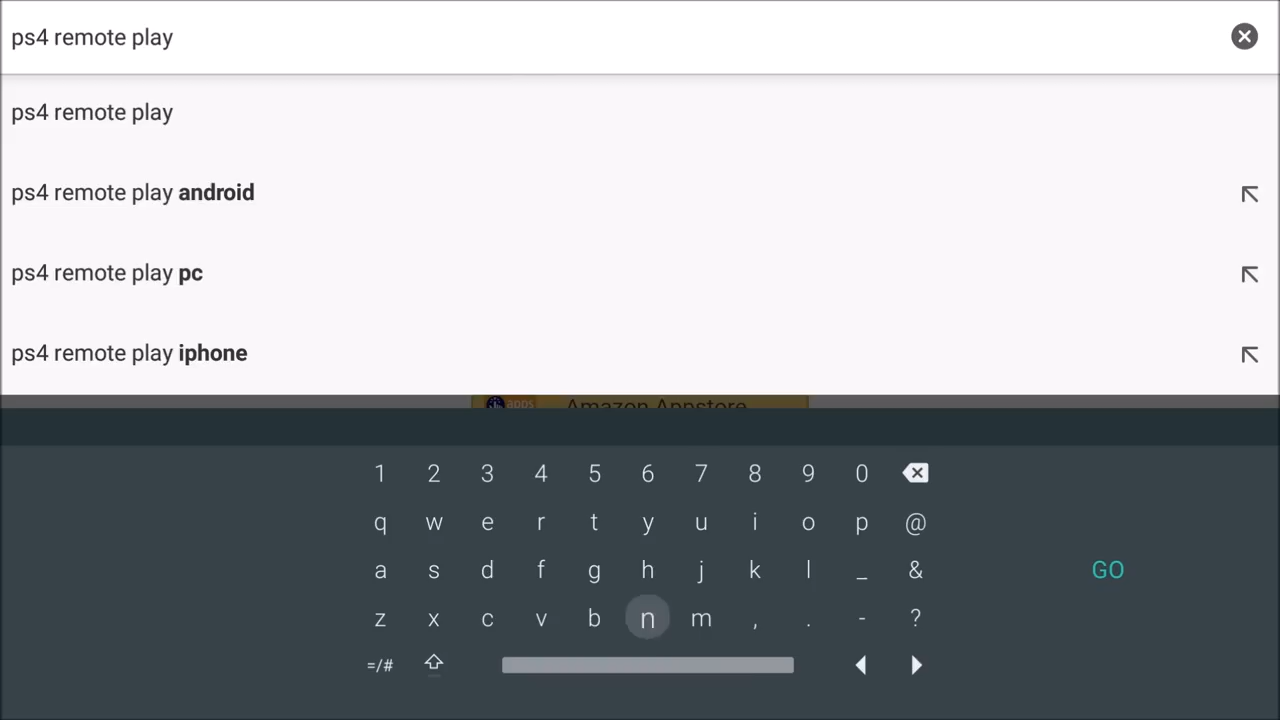 ps4 remote play
ps4 remote play
ps4 remote play android
ps4 remote play pc
ps4 remote play iphone
apps Amazon Appstore
1 2 3 4 5 6 7 8 9 0
q w e r t y u i o p @
a s d f g h j k l _ &
GO
z x c v b n m , . - ?
=/#